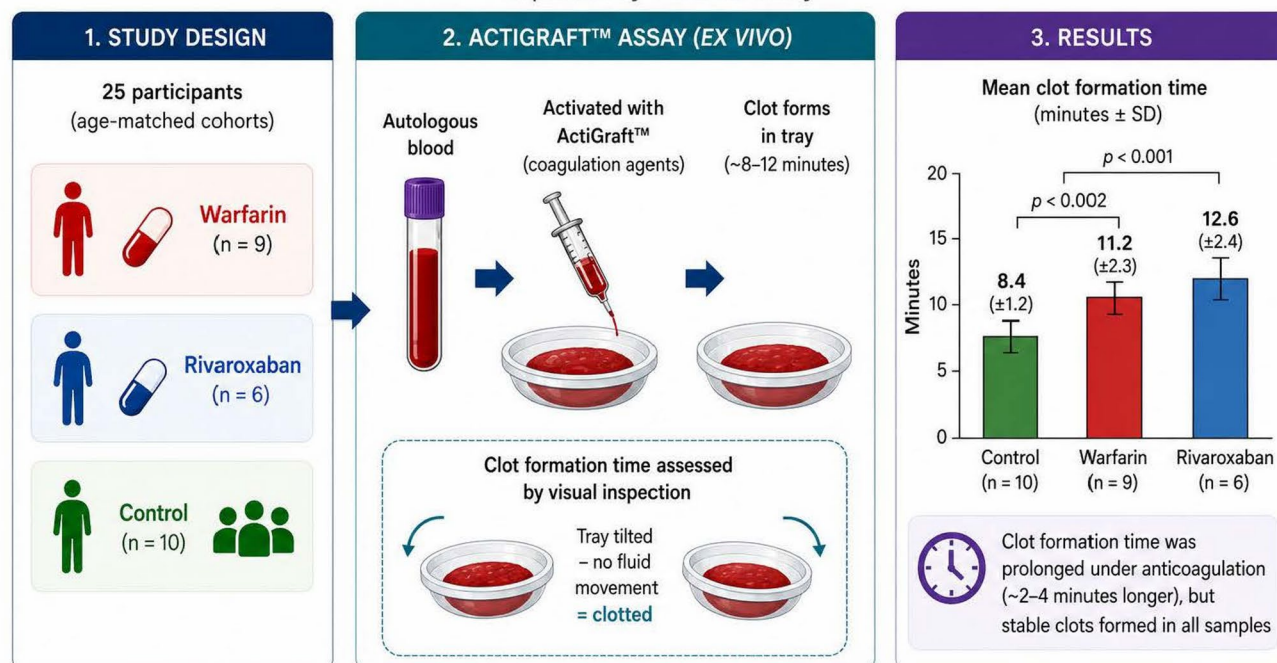 1. STUDY DESIGN
25 participants
(age-matched cohorts)
Warfarin
(n = 9)
Rivaroxaban
(n = 6)
Control
(n = 10)
2. ACTIGRAFT™ ASSAY (EX VIVO)
Autologous
blood
Activated with
ActiGraft™
(coagulation agents)
Clot forms
in tray
(~8–12 minutes)
Clot formation time assessed
by visual inspection
Tray tilted
– no fluid
movement
= clotted
3. RESULTS
Mean clot formation time
(minutes ± SD)
p < 0.001
p < 0.002
20
15
10
5
0
Minutes
8.4
(±1.2)
11.2
(±2.3)
12.6
(±2.4)
Control
(n = 10)
Warfarin
(n = 9)
Rivaroxaban
(n = 6)
Clot formation time was
prolonged under anticoagulation
(~2–4 minutes longer), but
stable clots formed in all samples